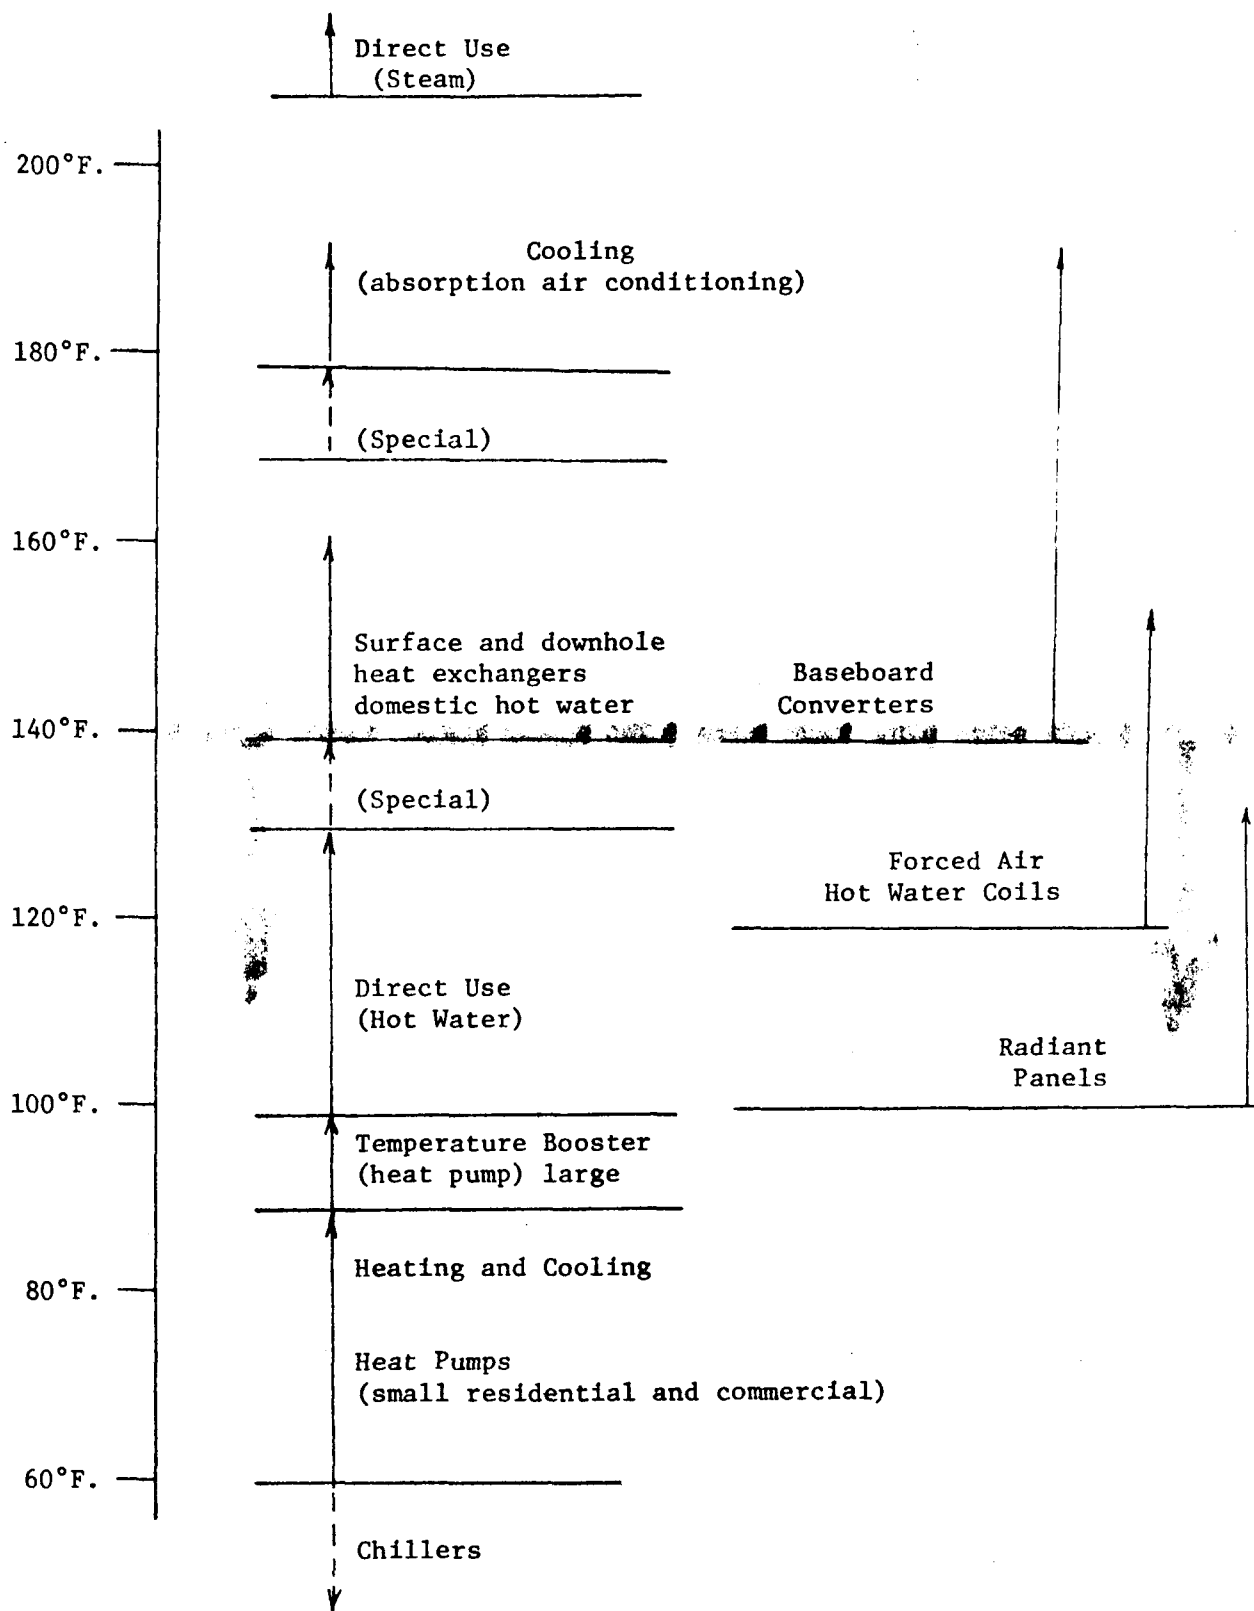 Direct Use
(Steam)
200°F.
Cooling
(absorption air conditioning)
180°F.
(Special)
160°F.
Surface and downhole
heat exchangers
domestic hot water
Baseboard
Converters
140°F.
(Special)
Forced Air
Hot Water Coils
120°F.
Direct Use
(Hot Water)
Radiant
Panels
100°F.
Temperature Booster
(heat pump) large
Heating and Cooling
80°F.
Heat Pumps
(small residential and commercial)
60°F.
Chillers